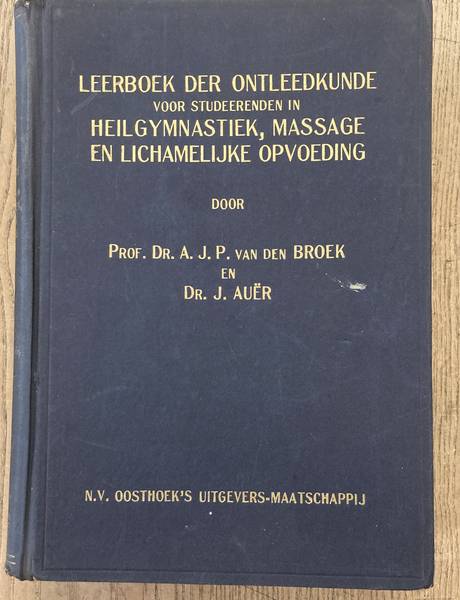 LEERBOEK DER ONTLEEDKUNDE
VOOR STUDEERENDEN IN
HEILGYMNASTIEK, MASSAGE
EN LICHAMELIJKE OPVOEDING
DOOR
PROF. DR. A. J. P. VAN DEN BROEK
EN
DR. J. AUËR
N.V. OOSTHOEK'S UITGEVERS-MAATSCHAPPIJ